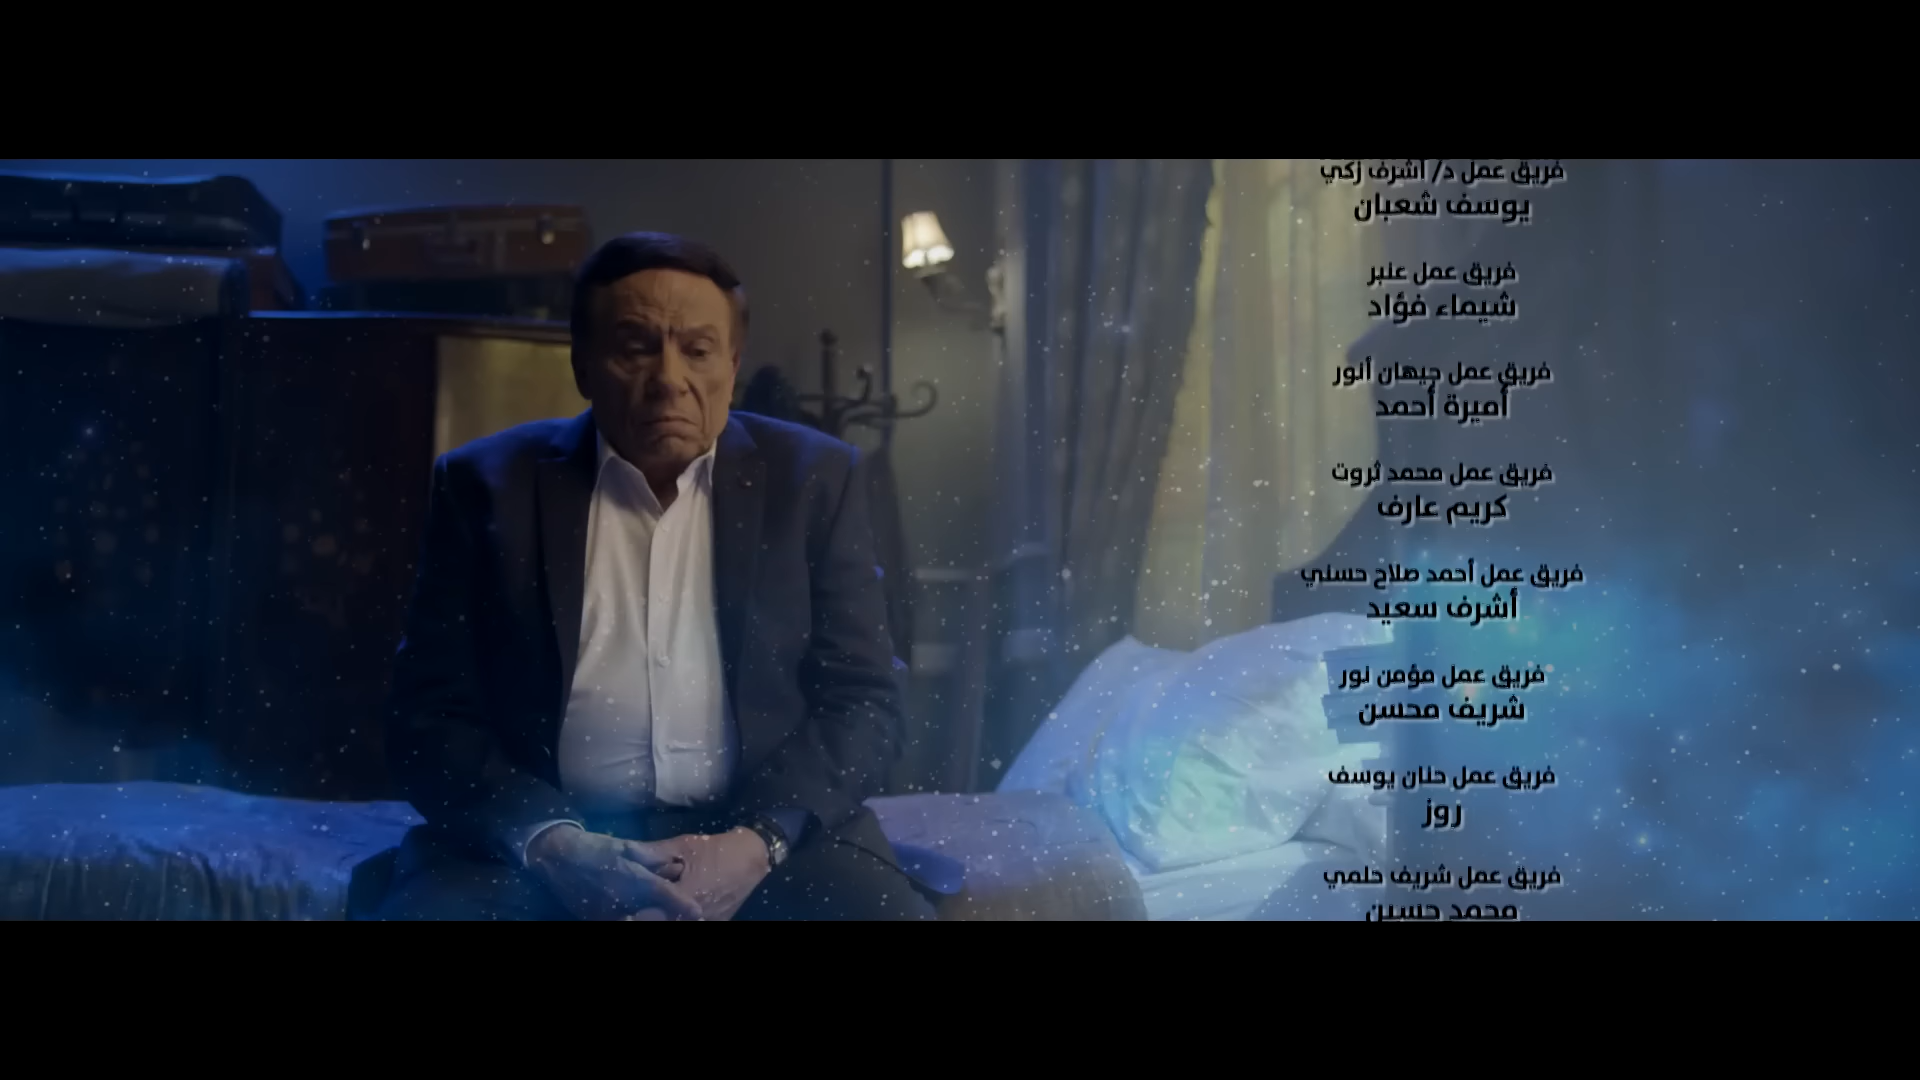 فريق عمل د/ أشرف زكي
يوسف شعبان
فريق عمل عنبر
شيماء فؤاد
فريق عمل جيهان أنور
أميرة أحمد
فريق عمل محمد ثروت
كريم عارف
فريق عمل أحمد صلاح حسني
أشرف سعيد
فريق عمل مؤمن نور
شريف محسن
فريق عمل حنان يوسف
روز
فريق عمل شريف حلمي
محمد حسين